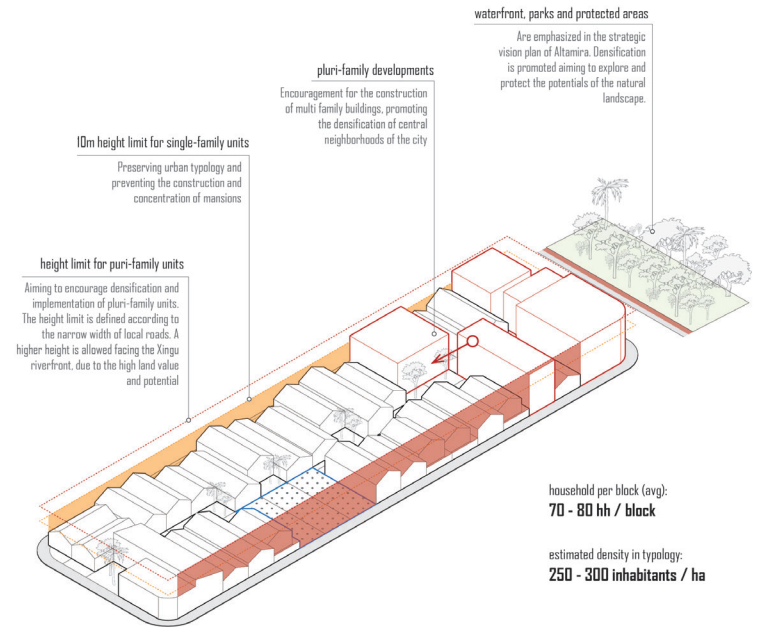 waterfront, parks and protected areas
Are emphasized in the strategic
vision plan of Altamira. Densification
is promoted aiming to explore and
protect the potentials of the natural
landscape.
pluri-family developments
Encouragement for the construction
of multi family buildings, promoting
the densification of central
neighborhoods of the city
10m height limit for single-family units
Preserving urban typology and
preventing the construction and
concentration of mansions
height limit for puri-family units
Aiming to encourage densification and
implementation of pluri-family units.
The height limit is defined according to
the narrow width of local roads. A
higher height is allowed facing the Xingu
riverfront, due to the high land value
and potential
household per block (avg):
70 - 80 hh / block
estimated density in typology:
250 - 300 inhabitants / ha